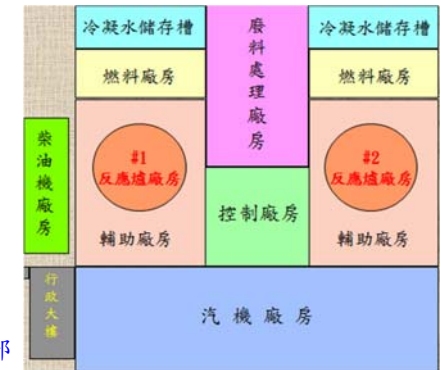 冷凝水儲存槽
燃料廠房
廢料處理廠房
冷凝水儲存槽
燃料廠房
柴油機廠房
#1
反應爐廠房
輔助廠房
控制廠房
#2
反應爐廠房
輔助廠房
行政大樓
汽機廠房